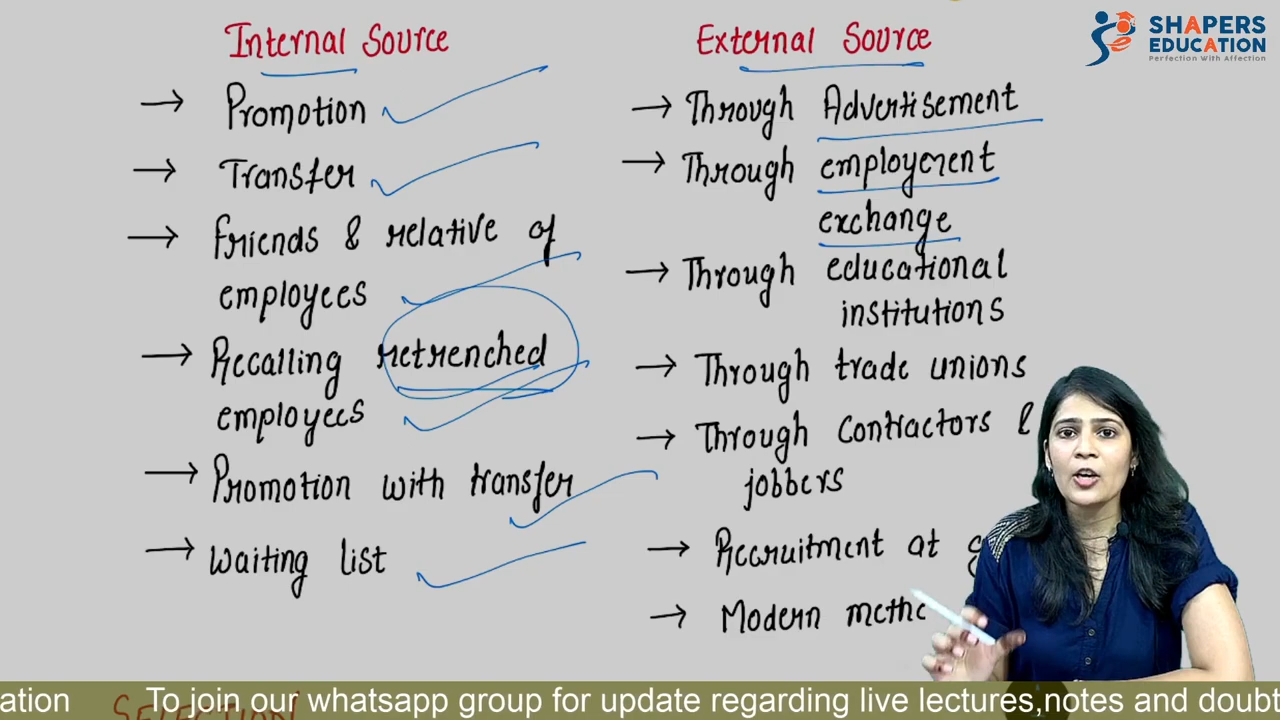 Internal Source
→ Promotion
→ Transfer
→ Friends & relative of
employees
→ Recalling retrenched
employees
→ Promotion with transfer
→ Waiting list
External Source
→ Through Advertisement
→ Through employemnt
exchange
→ Through educational
institutions
→ Through trade unions
→ Through contractors &
jobbers
→ Recruitment at g
→ Modern metho
SHAPERS
EDUCATION
Perfection With Affection
SELECTION
ation To join our whatsapp group for update regarding live lectures,notes and doubt